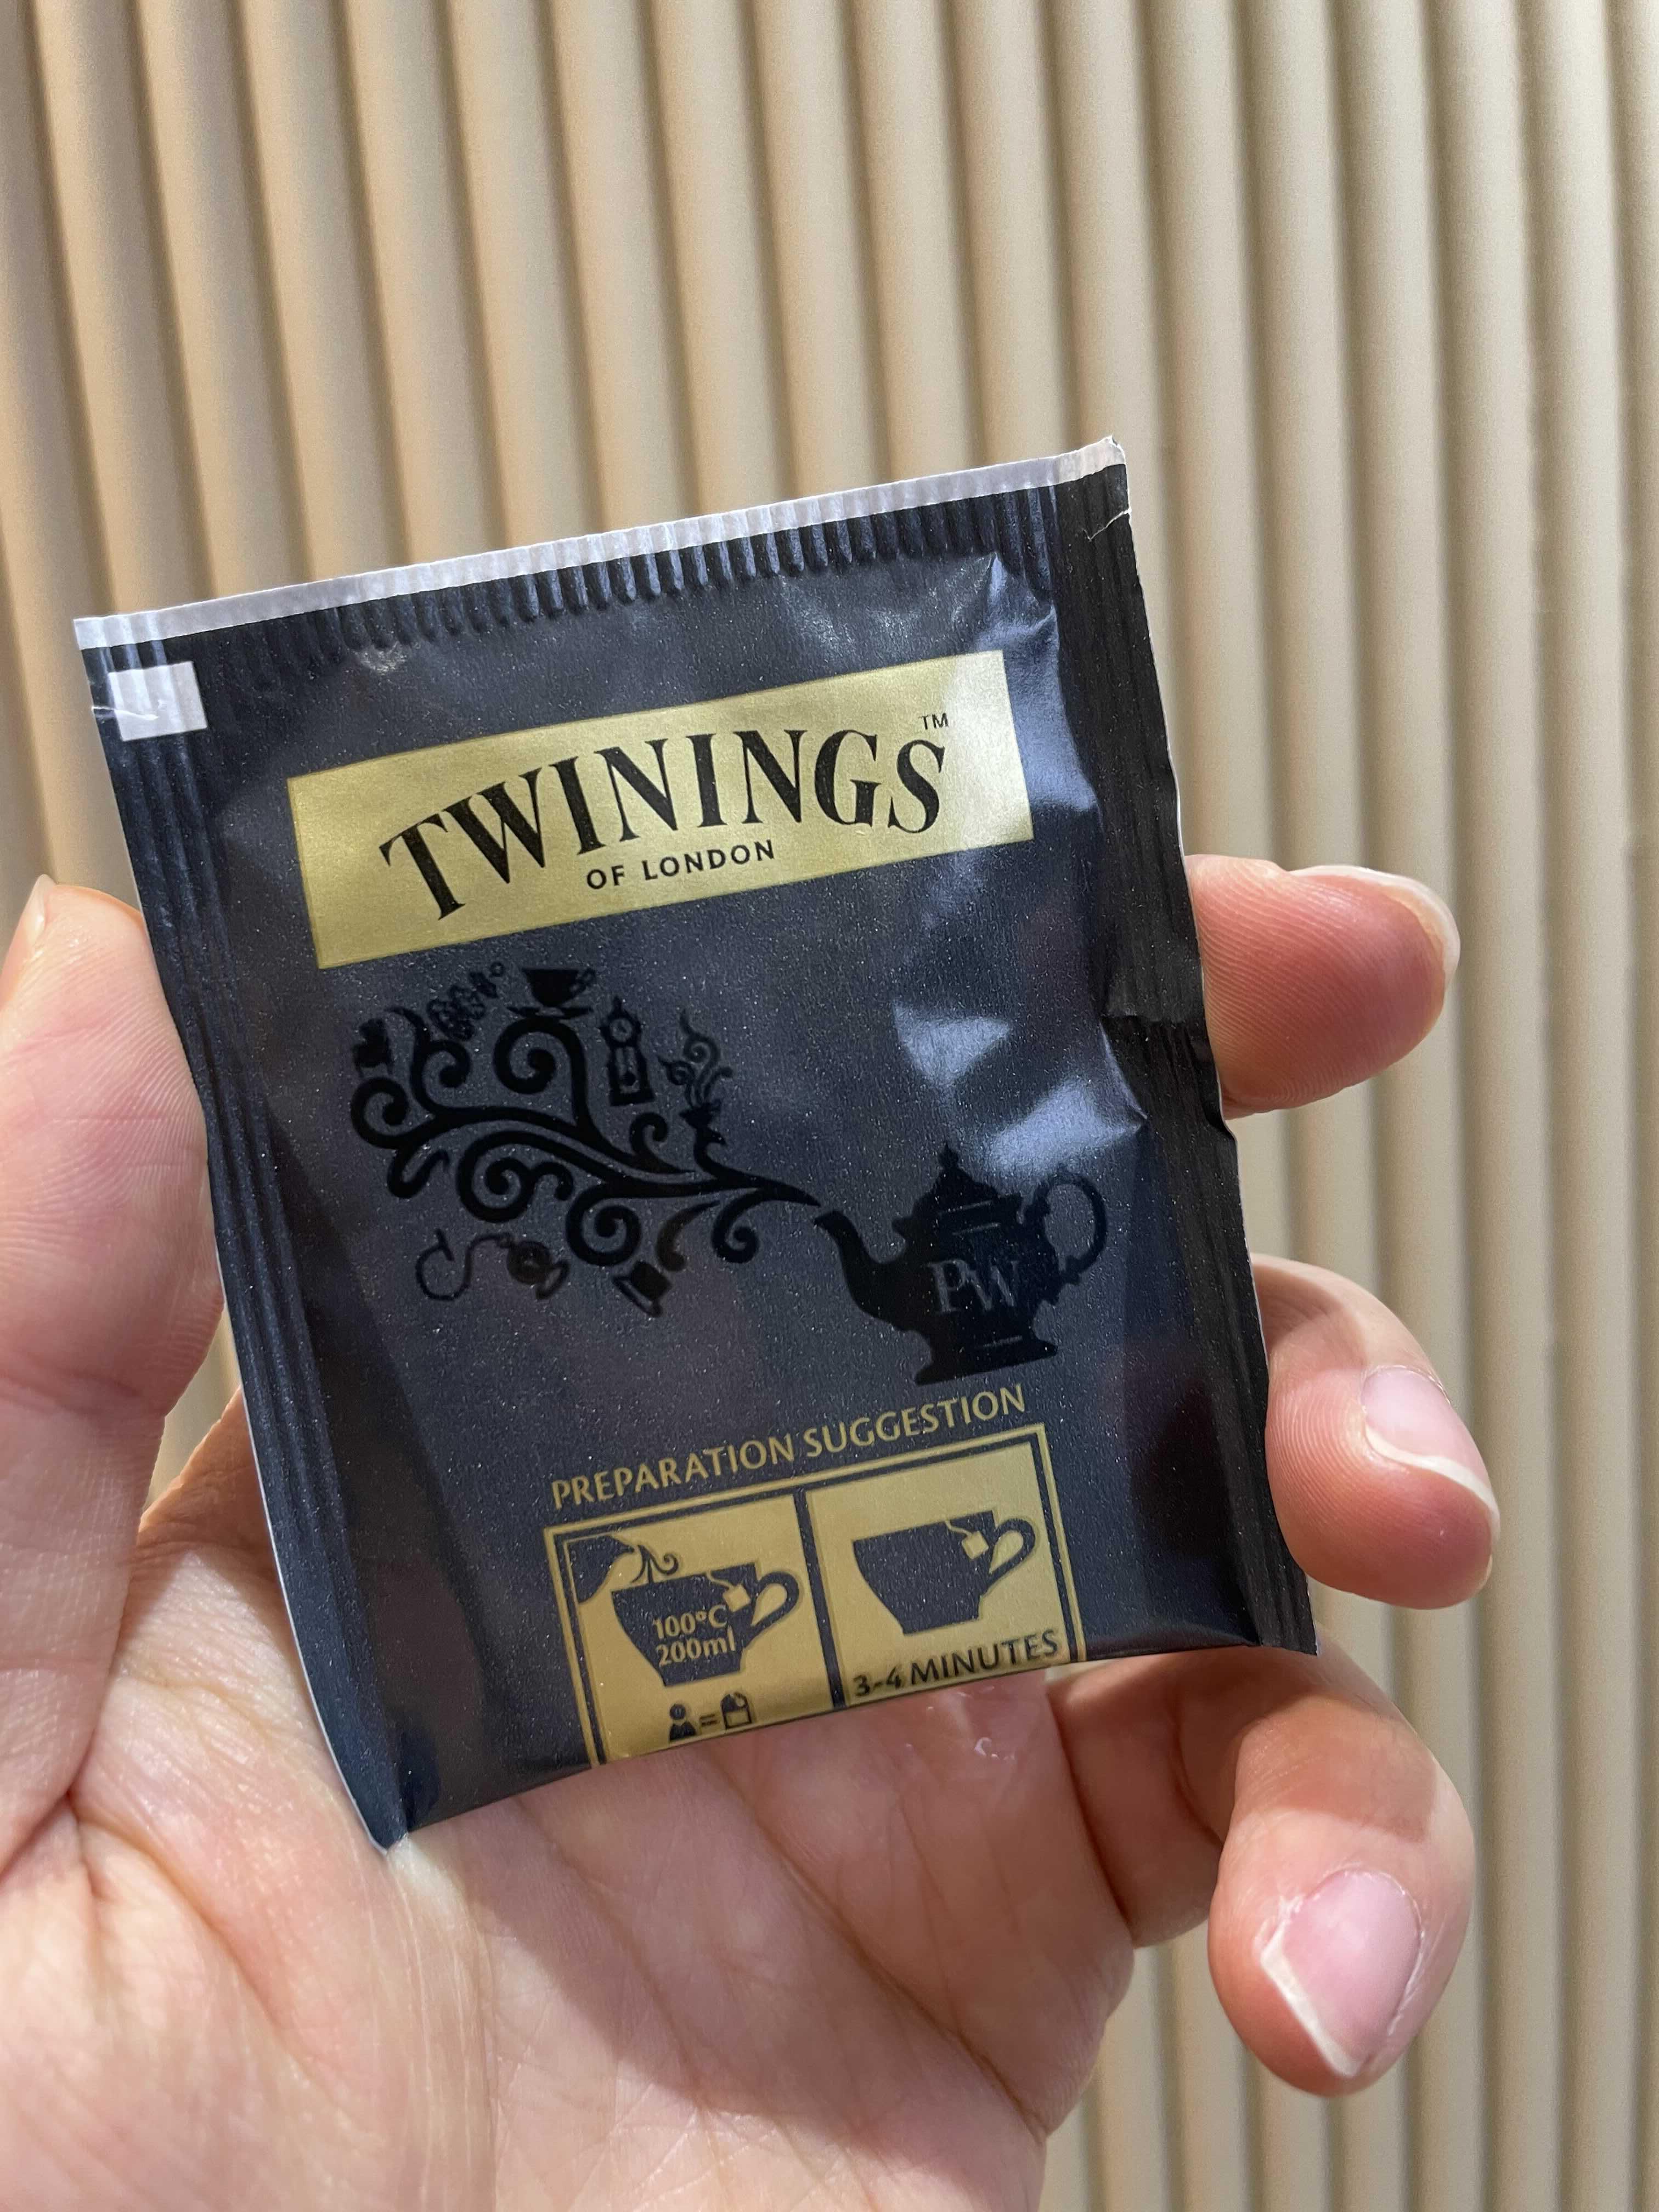 TWININGS™
OF LONDON
PW
PREPARATION SUGGESTION
100°C
200ml
3-4 MINUTES
=